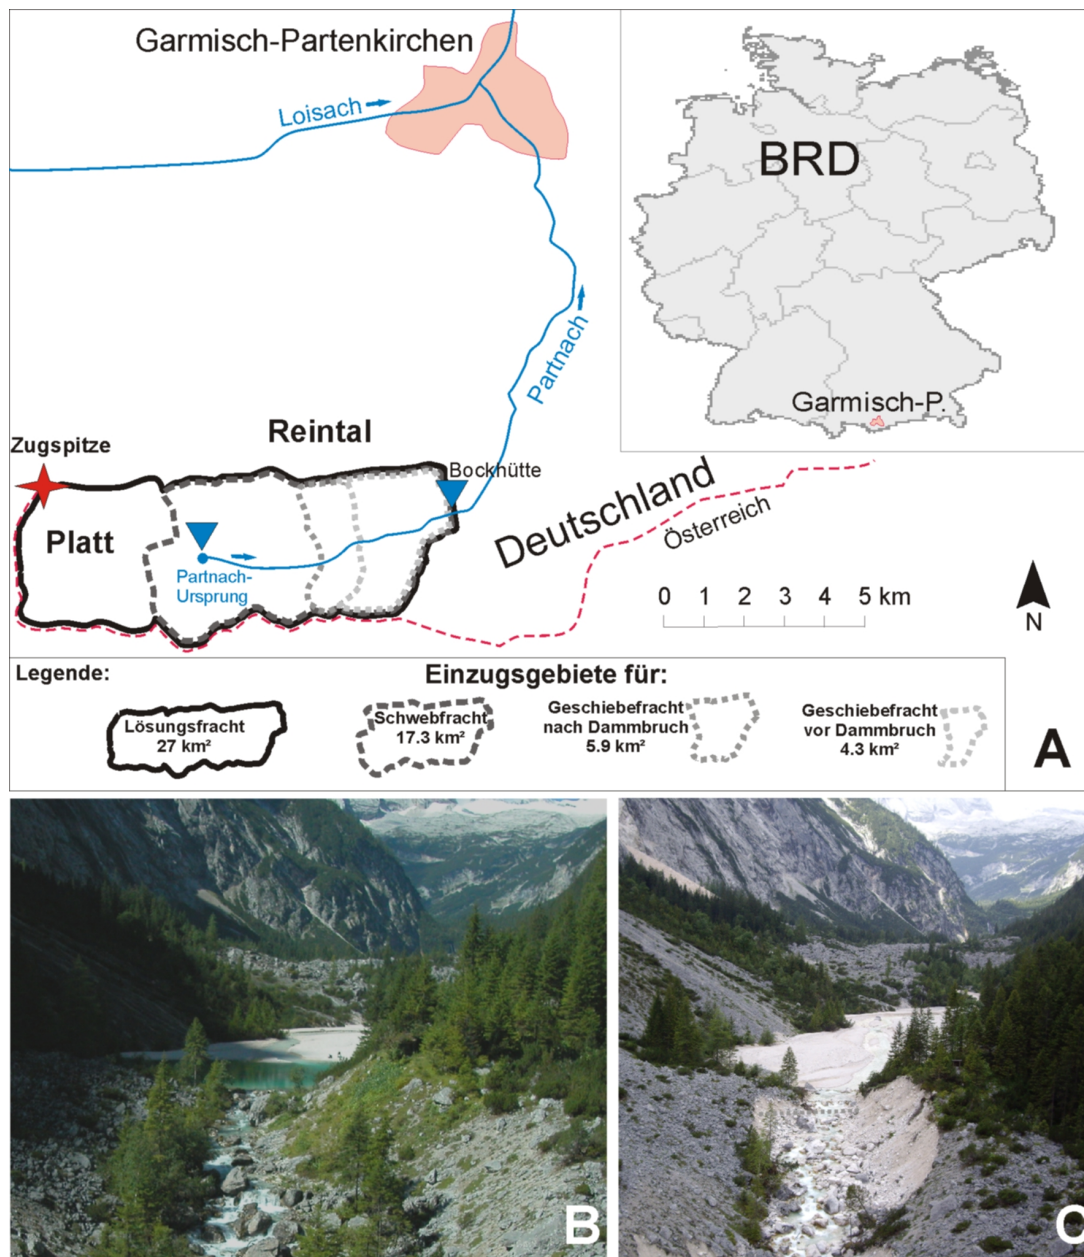 Garmisch-Partenkirchen
Loisach
BRD
Garmisch-P.
Partnach
Reintal
Zugspitze
Bockhütte
Platt
Partnach-
Ursprung
Deutschland
Österreich
0 1 2 3 4 5 km
N
Legende:
Einzugsgebiete für:
Lösungsfracht
27 km²
Schwebfracht
17.3 km²
Geschiebefracht
nach Dammbruch
5.9 km²
Geschiebefracht
vor Dammbruch
4.3 km²
A
B
C